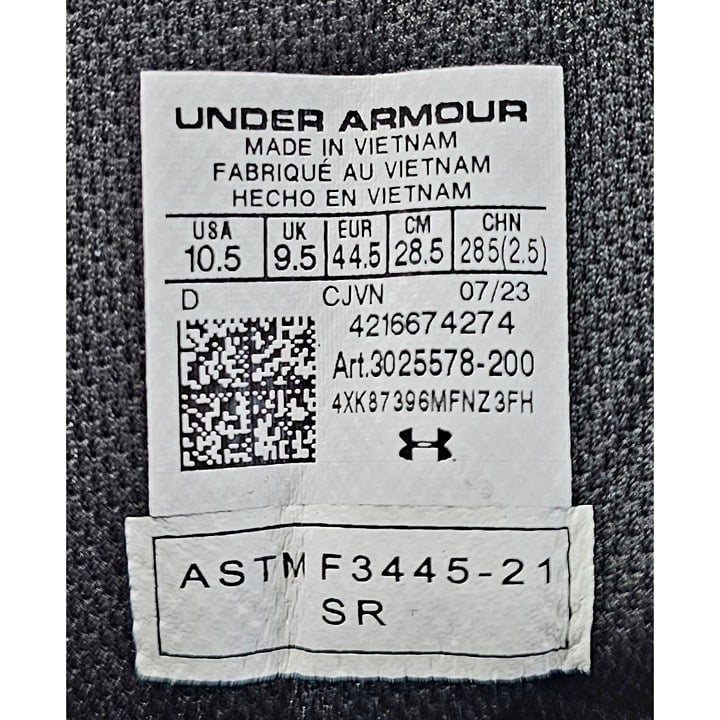 UNDER ARMOUR
MADE IN VIETNAM
FABRIQUÉ AU VIETNAM
HECHO EN VIETNAM
USA UK EUR CM CHN
10.5 9.5 44.5 28.5 285(2.5)
D CJVN 07/23
4216674274
Art.3025578-200
4XK87396MFNZ3FH
ASTM F3445-21
SR